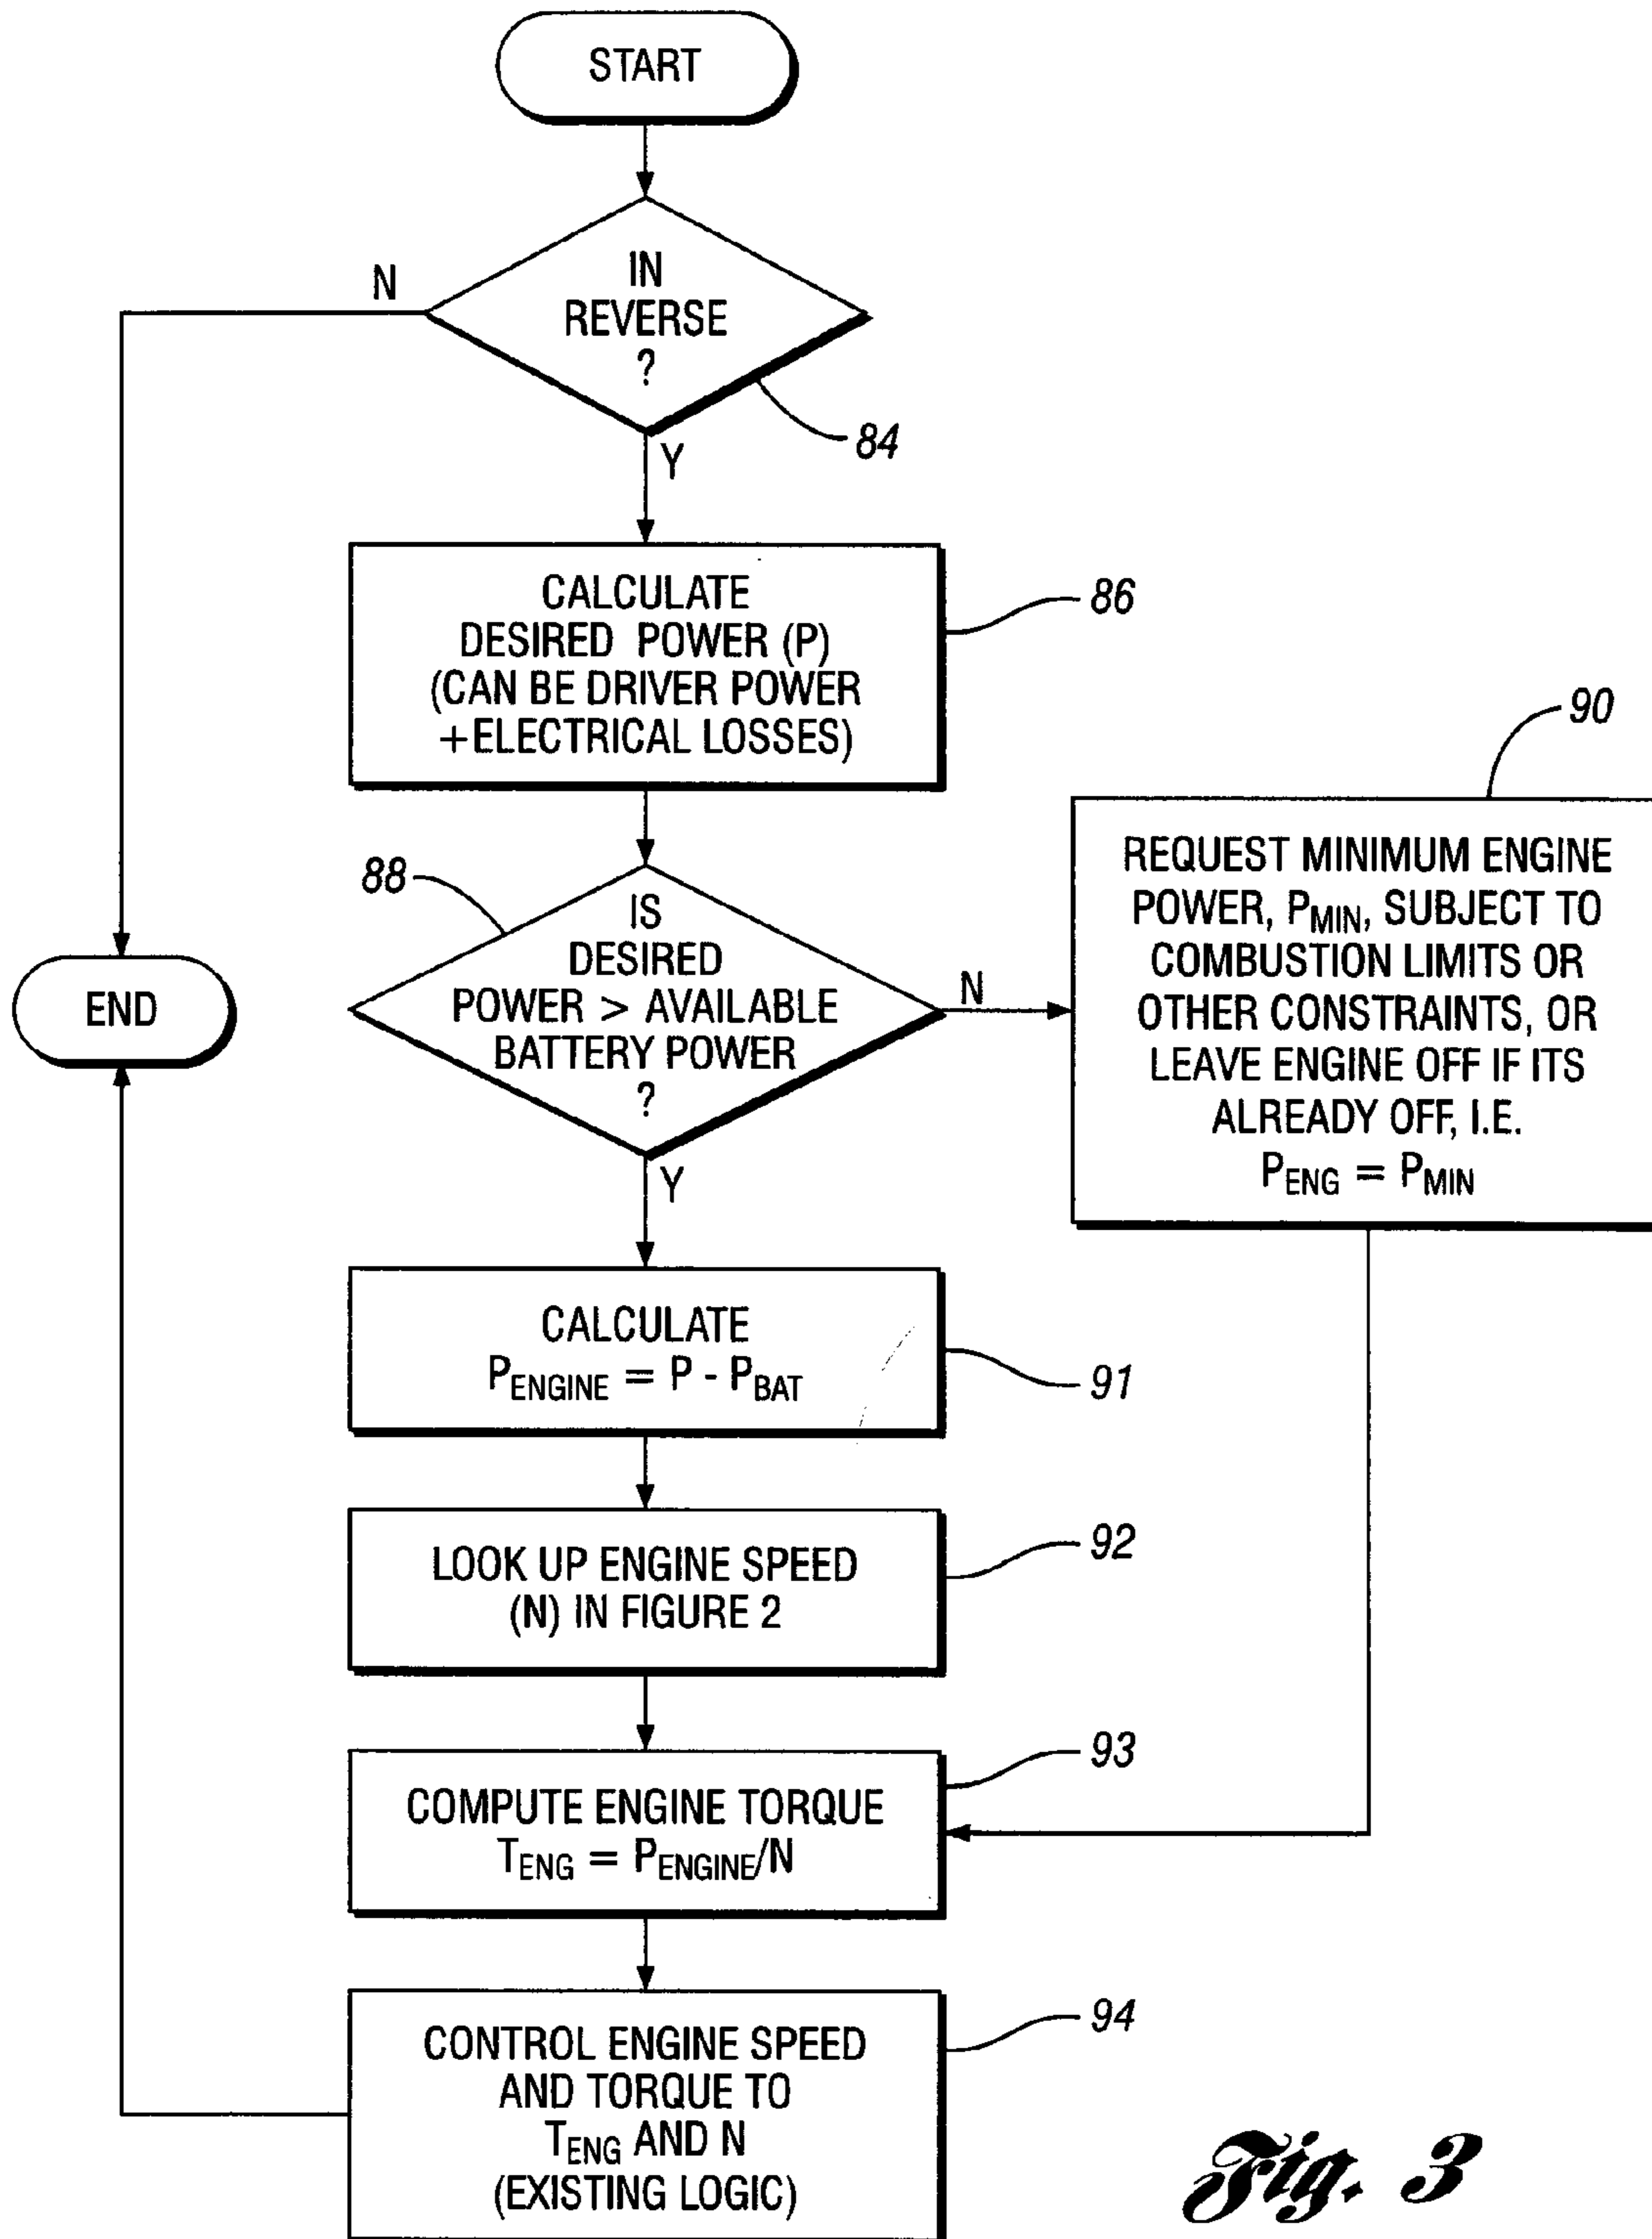 START
IN
REVERSE
?
N
84
Y
CALCULATE
DESIRED POWER (P)
(CAN BE DRIVER POWER
+ELECTRICAL LOSSES)
86
88
IS
DESIRED
POWER > AVAILABLE
BATTERY POWER
?
N
Y
90
REQUEST MINIMUM ENGINE
POWER, PMIN, SUBJECT TO
COMBUSTION LIMITS OR
OTHER CONSTRAINTS, OR
LEAVE ENGINE OFF IF ITS
ALREADY OFF, I.E.
PENG = PMIN
END
CALCULATE
PENGINE = P - PBAT
91
LOOK UP ENGINE SPEED
(N) IN FIGURE 2
92
COMPUTE ENGINE TORQUE
TENG = PENGINE/N
93
CONTROL ENGINE SPEED
AND TORQUE TO
TENG AND N
(EXISTING LOGIC)
94
Fig. 3